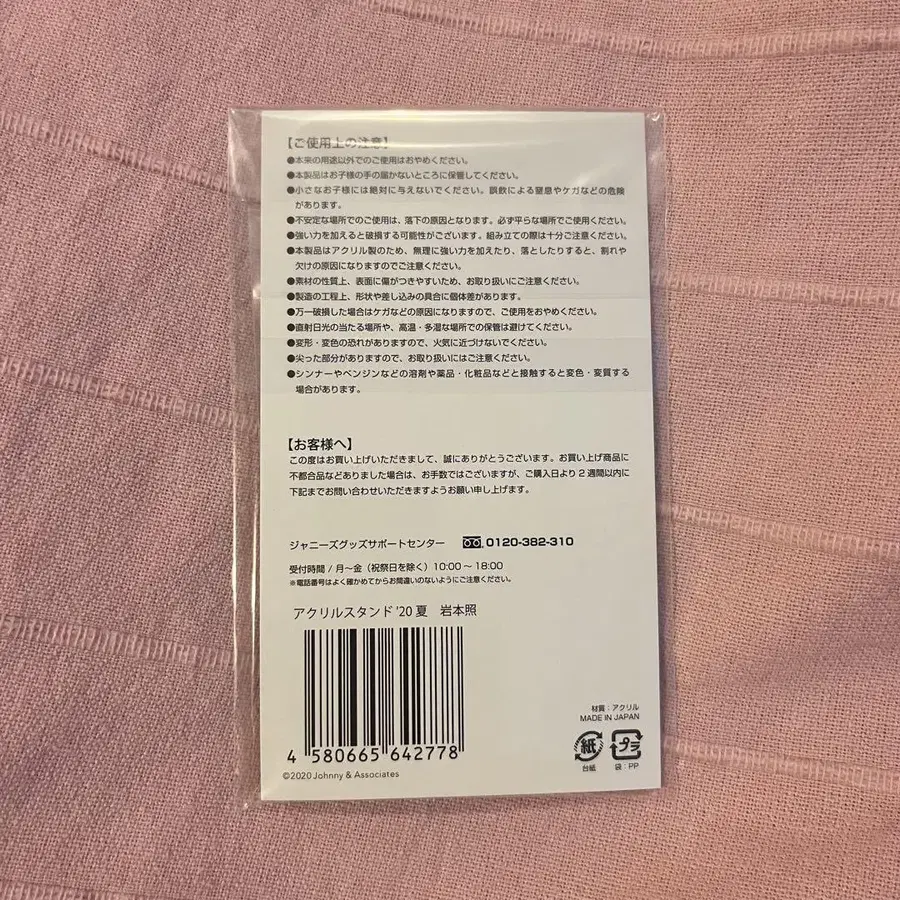 【ご使用上の注意】
●本来の用途以外でのご使用はおやめください。
●本製品はお子様の手の届かないところに保管してください。
●小さなお子様には絶対に与えないでください。誤飲による窒息やケガなどの危険
があります。
●不安定な場所でのご使用は、落下の原因となります。必ず平らな場所でご使用ください。
●強い力を加えると破損する可能性がございます。組み立ての際は十分ご注意ください。
●本製品はアクリル製のため、無理に強い力を加えたり、落としたりすると、割れや
欠けの原因になりますのでご注意ください。
●素材の性質上、表面に傷がつきやすいため、お取り扱いにご注意ください。
●製造の工程上、形状や差し込みの具合に個体差があります。
●万一破損した場合はケガなどの原因になりますので、ご使用をおやめください。
●直射日光の当たる場所や、高温・多湿な場所での保管は避けてください。
●変形・変色の恐れがありますので、火気に近づけないでください。
●尖った部分がありますので、お取り扱いにはご注意ください。
●シンナーやベンジンなどの溶剤や薬品・化粧品などと接触すると変色・変質する
場合があります。
【お客様へ】
この度はお買い上げいただきまして、誠にありがとうございます。お買い上げ商品に
不都合品などありました場合は、お手数ではございますが、ご購入日より2週間以内に
下記までお問い合わせいただきますようお願い申し上げます。
ジャニーズグッズサポートセンター 0120-382-310
受付時間 / 月〜金（祝祭日を除く）10:00〜18:00
※電話番号はよく確かめてからお間違いのないようにご注意ください。
アクリルスタンド '20 夏 岩本照
4 580665 642778
©2020 Johnny & Associates
材質：アクリル
MADE IN JAPAN
紙
台紙
プラ
袋：PP